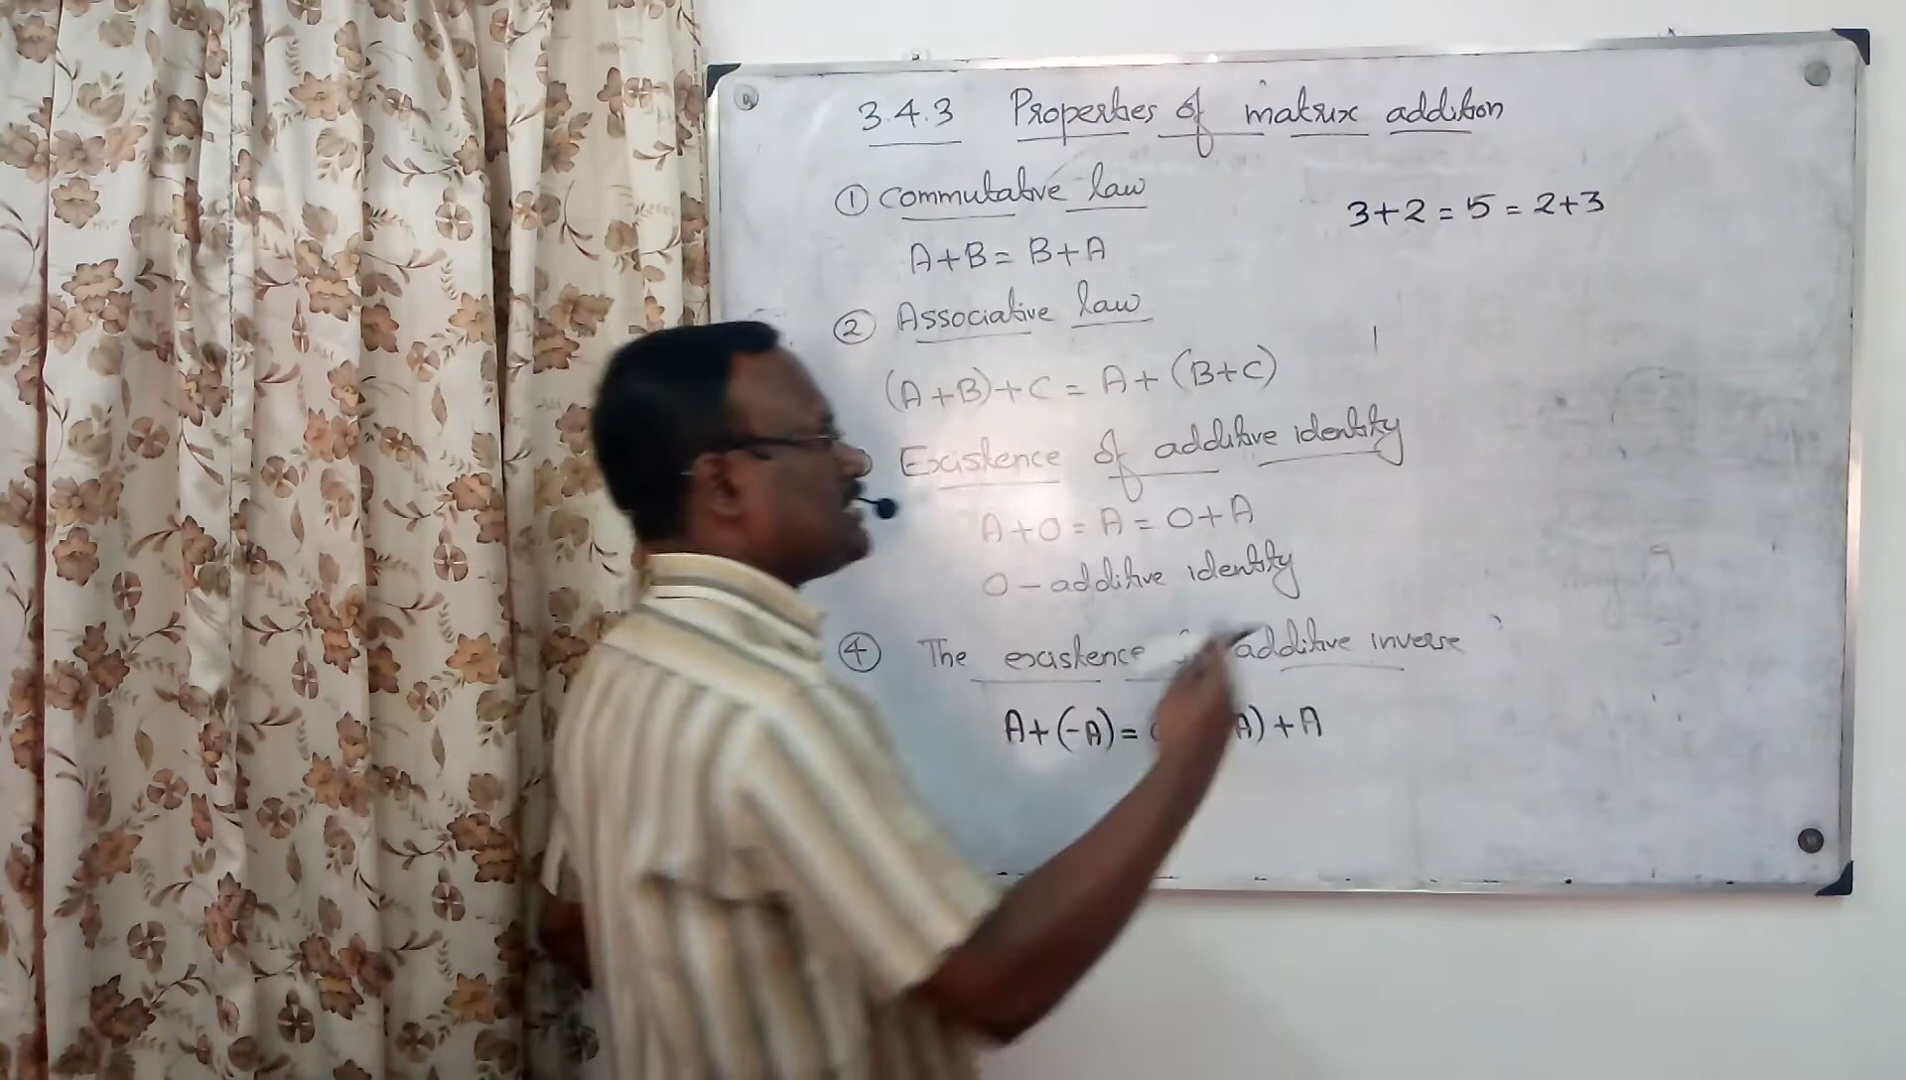 3.4.3 Properties of matrix addition
① Commutative law
3+2 = 5 = 2+3
A+B = B+A
② Associative law
(A+B)+C = A+(B+C)
Existence of additive identity
A+O = A = O+A
O - additive identity
④ The existence additive inverse
A+(-A) = A)+A